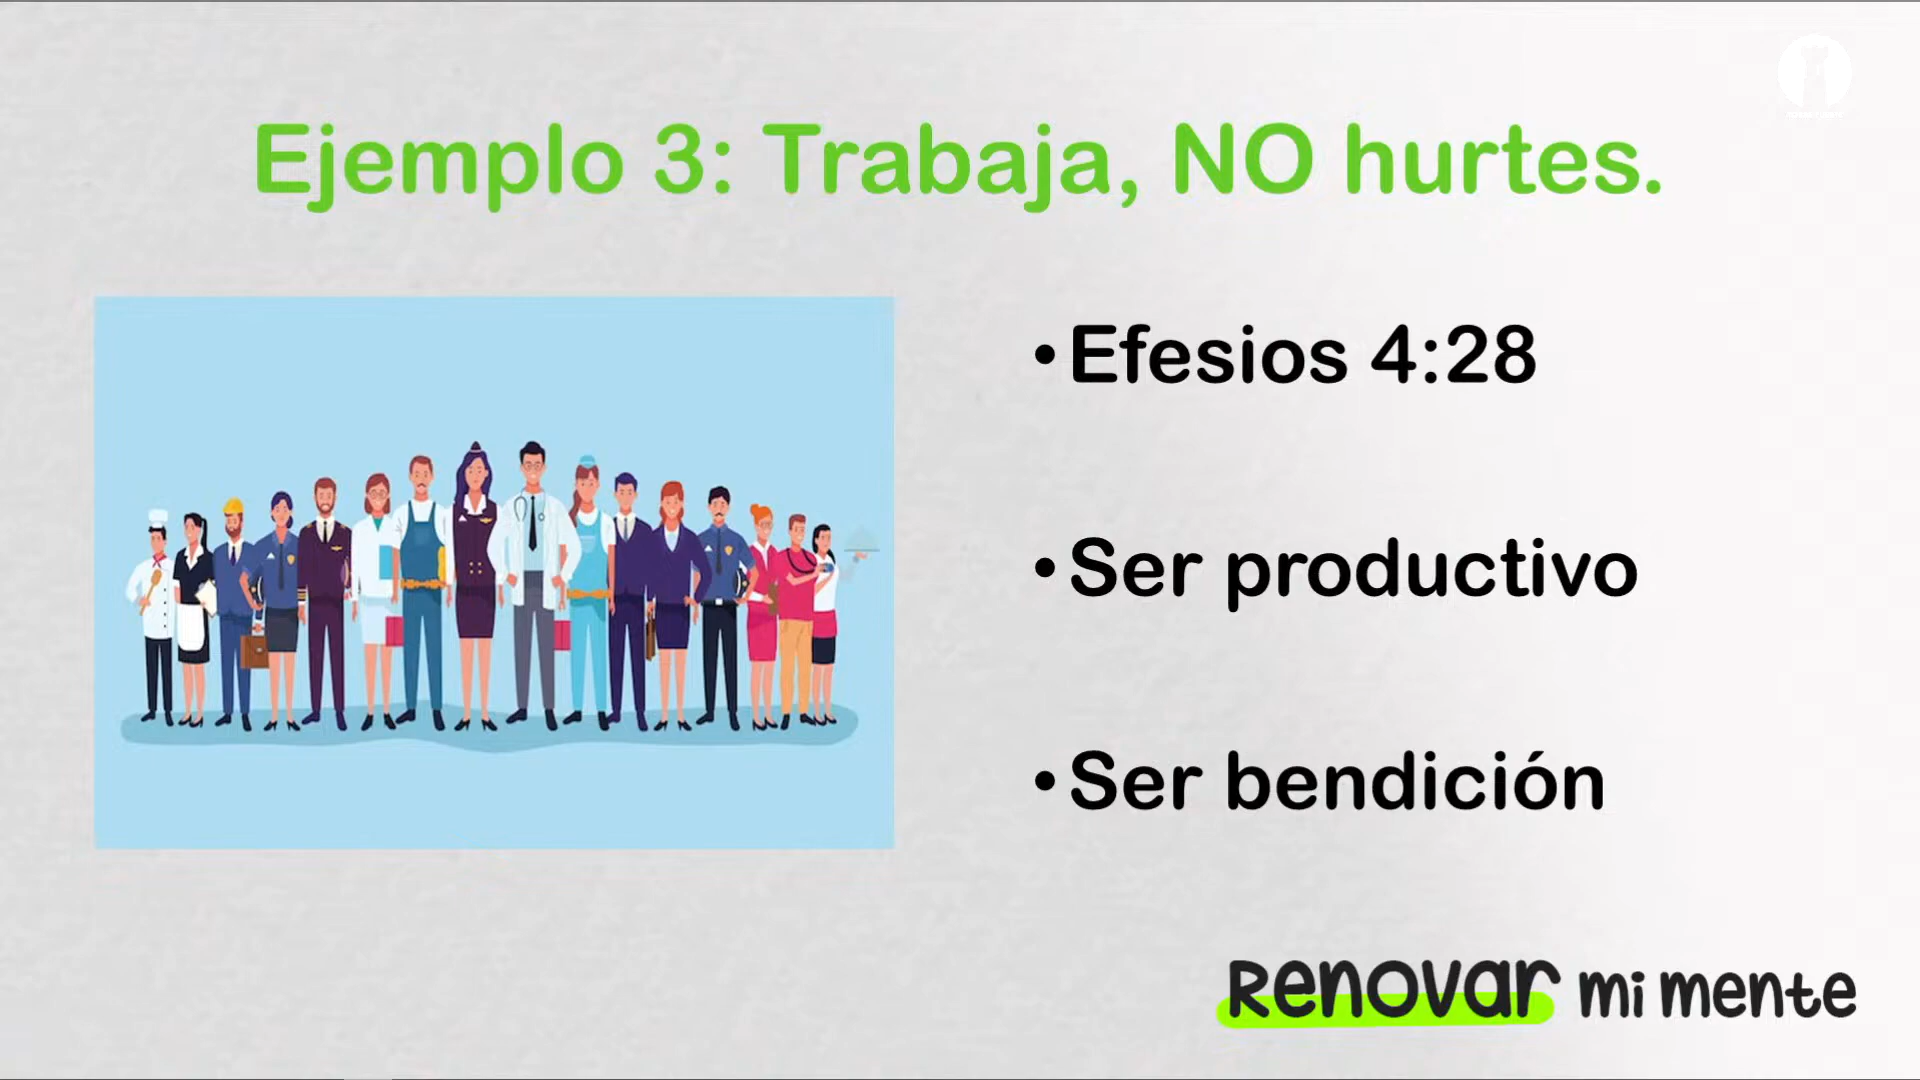 Ejemplo 3: Trabaja, NO hurtes.
•Efesios 4:28
•Ser productivo
•Ser bendición
Renovar mi mente